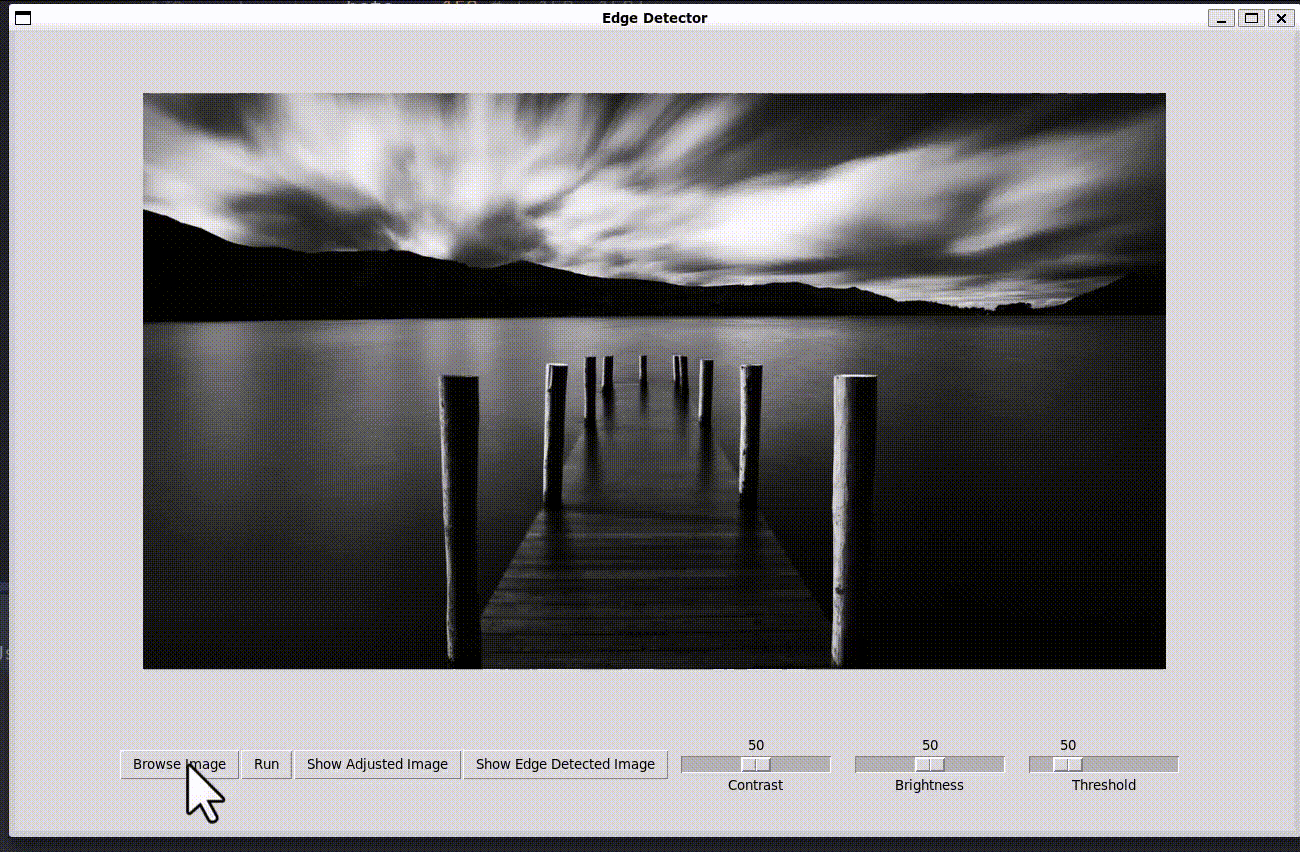 Edge Detector
Browse Image
Run
Show Adjusted Image
Show Edge Detected Image
50
Contrast
50
Brightness
50
Threshold